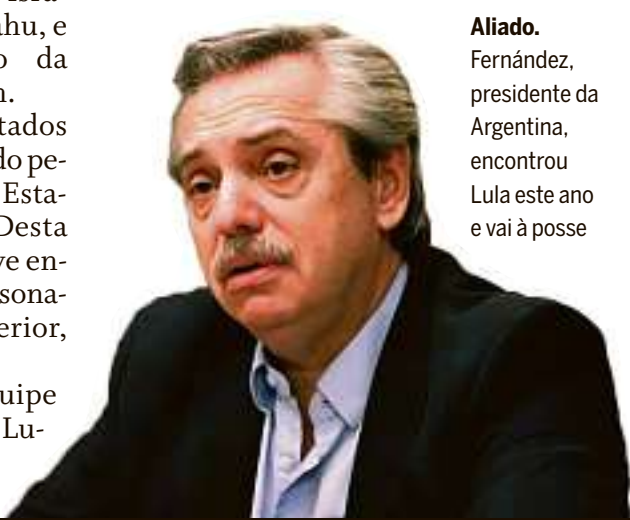 ahu, e
da
n.
tados
do pe-
Esta-
Desta
ve en-
sona-
erior,
uipe
Lu-
Aliado.
Fernández,
presidente da
Argentina,
encontrou
Lula este ano
e vai à posse